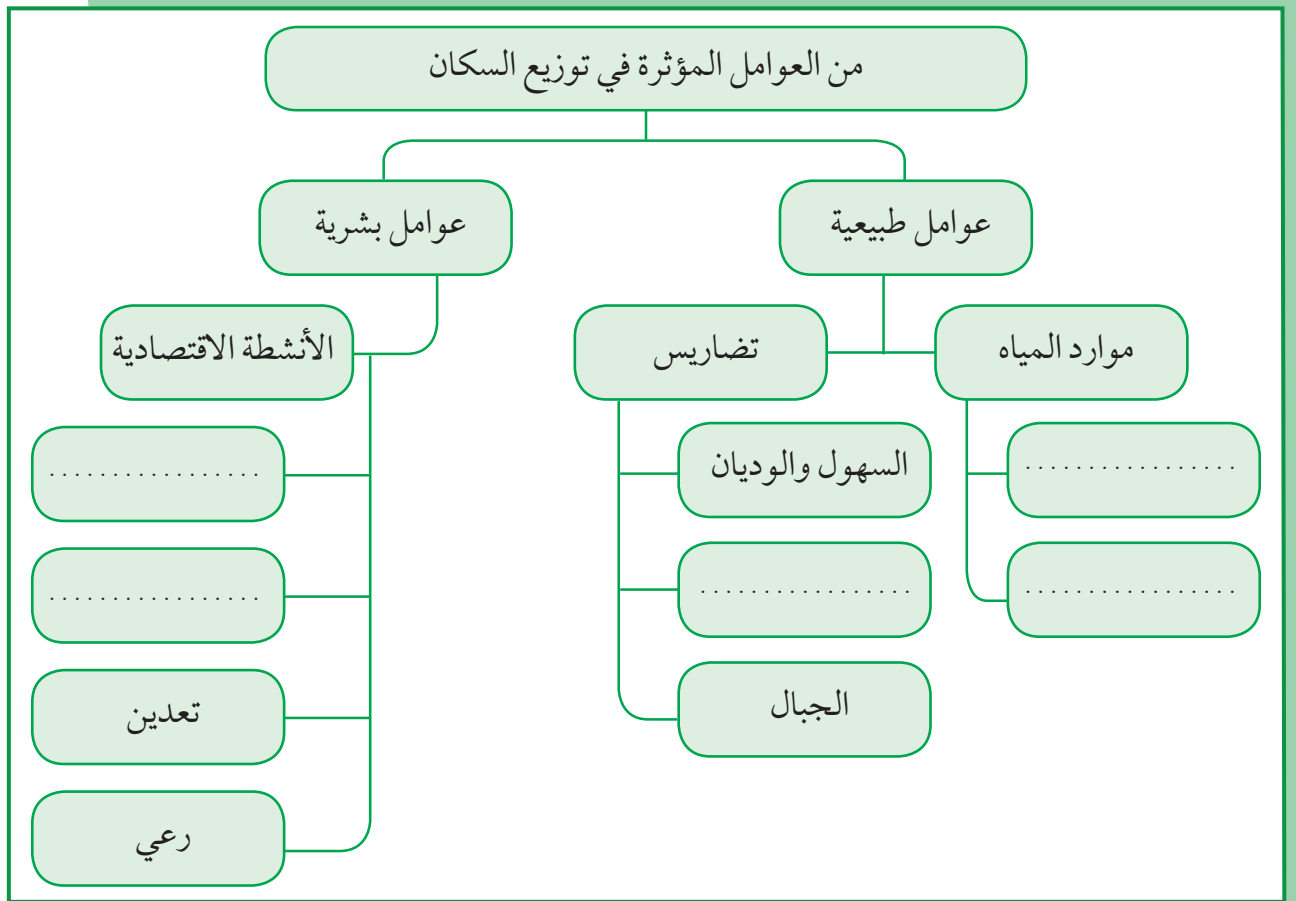 من العوامل المؤثرة في توزيع السكان
عوامل طبيعية
عوامل بشرية
موارد المياه
تضاريس
الأنشطة الاقتصادية
.................
السهول والوديان
.................
.................
.................
.................
الجبال
تعدين
رعي